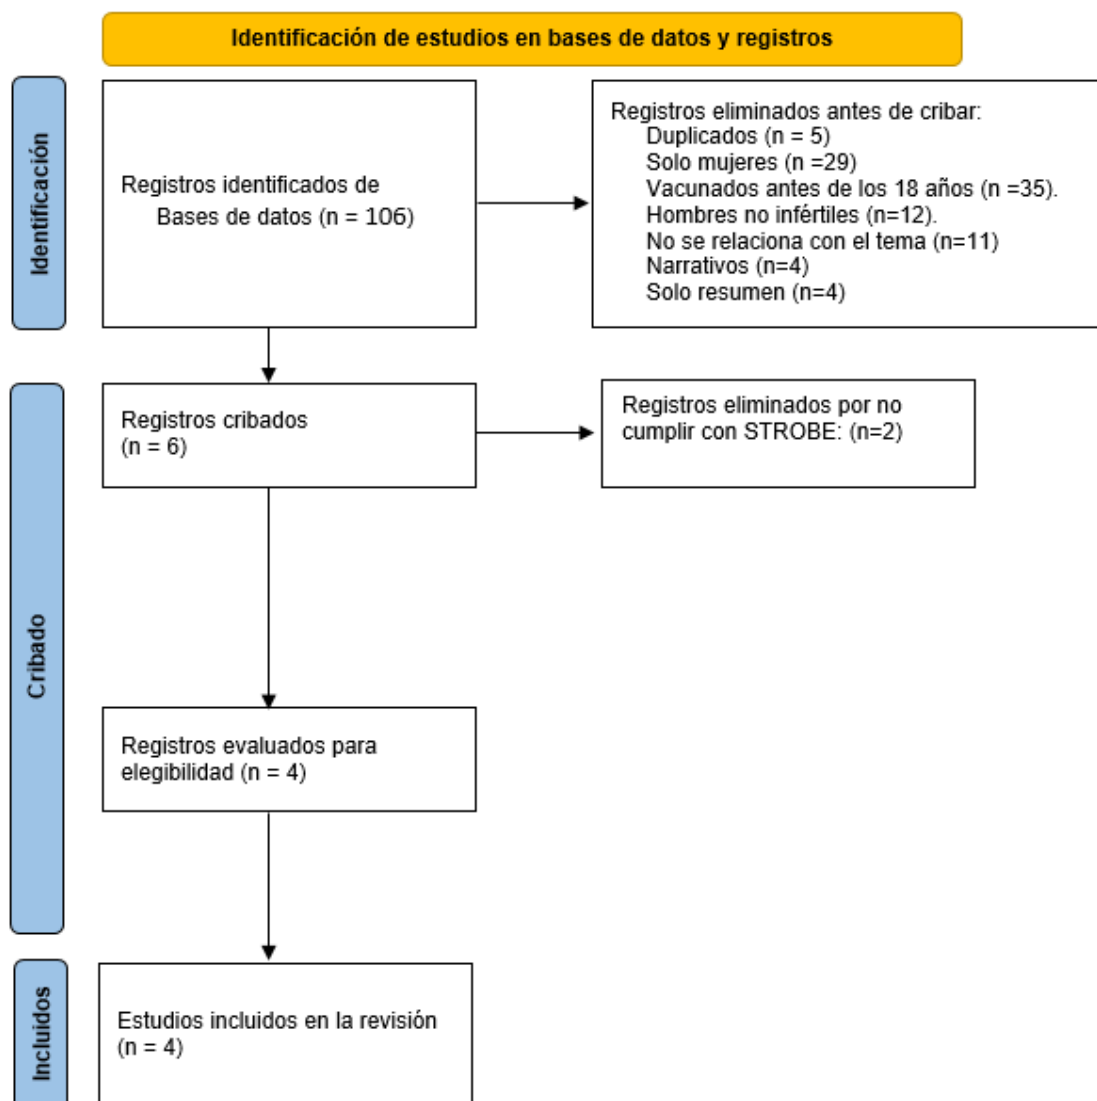 Identificación de estudios en bases de datos y registros
Identificación
Registros identificados de
Bases de datos (n = 106)
Registros eliminados antes de cribar:
Duplicados (n = 5)
Solo mujeres (n =29)
Vacunados antes de los 18 años (n =35).
Hombres no infértiles (n=12).
No se relaciona con el tema (n=11)
Narrativos (n=4)
Solo resumen (n=4)
Cribado
Registros cribados
(n = 6)
Registros eliminados por no
cumplir con STROBE: (n=2)
Registros evaluados para
elegibilidad (n = 4)
Incluidos
Estudios incluidos en la revisión
(n = 4)